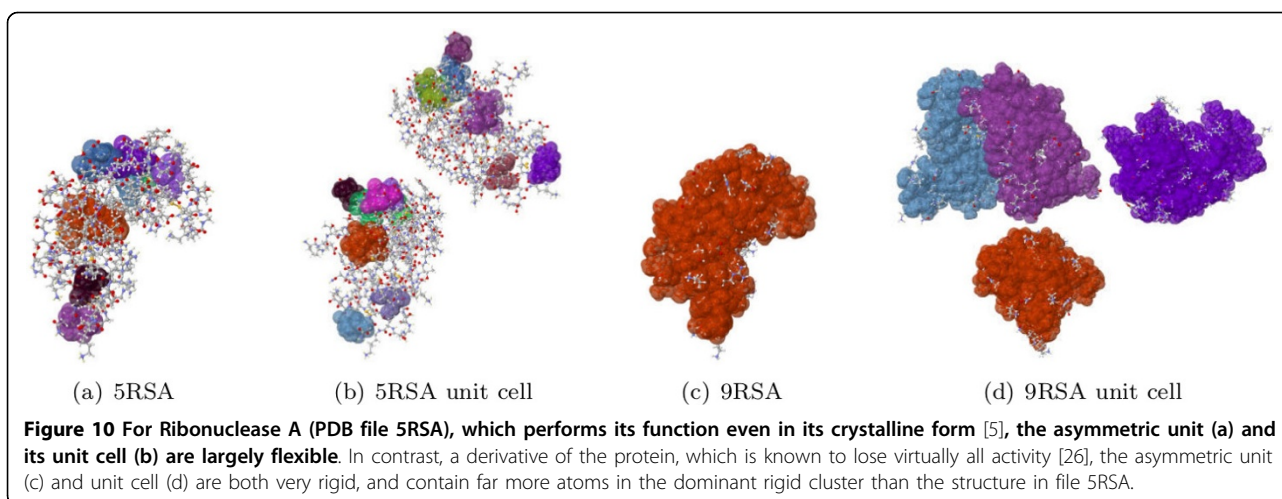 (a) 5RSA (b) 5RSA unit cell (c) 9RSA (d) 9RSA unit cell
Figure 10 For Ribonuclease A (PDB file 5RSA), which performs its function even in its crystalline form [5], the asymmetric unit (a) and
its unit cell (b) are largely flexible. In contrast, a derivative of the protein, which is known to lose virtually all activity [26], the asymmetric unit
(c) and unit cell (d) are both very rigid, and contain far more atoms in the dominant rigid cluster than the structure in file 5RSA.